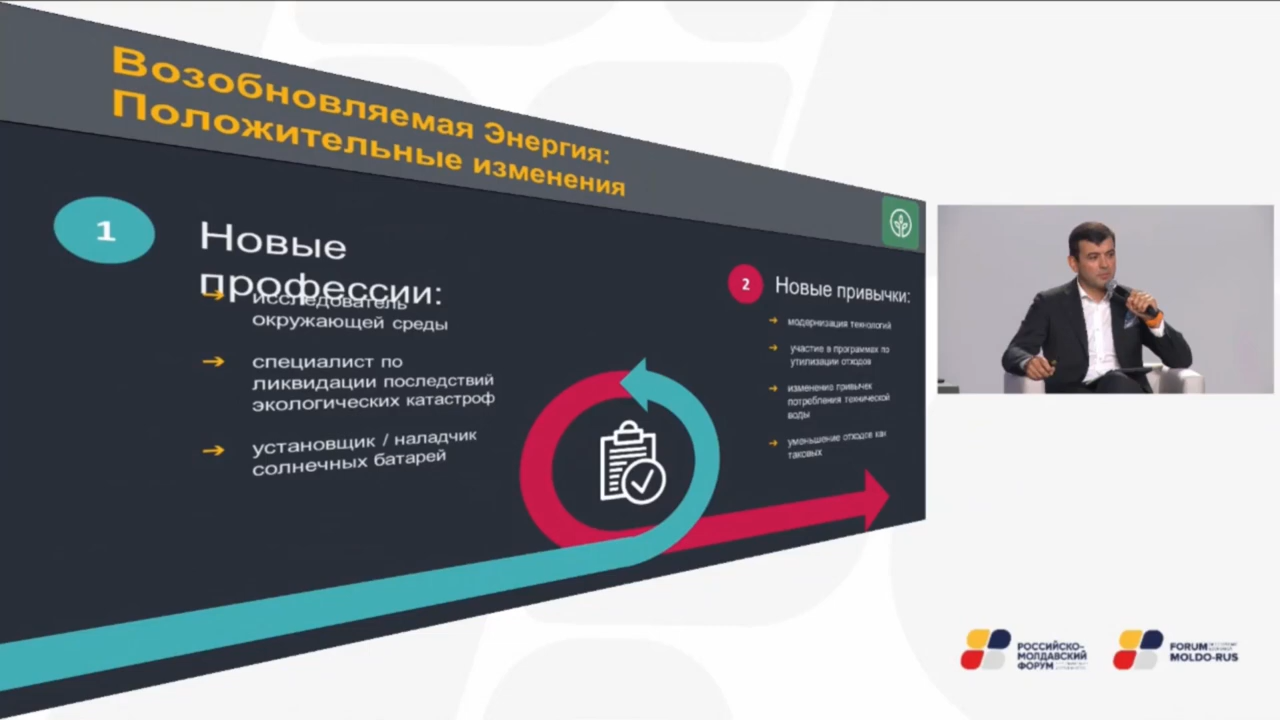 Возобновляемая Энергия:
Положительные изменения
1
Новые
профессии:
➔ исследователь
окружающей среды
➔ специалист по
ликвидации последствий
экологических катастроф
➔ установщик / наладчик
солнечных батарей
2
Новые привычки:
➔ модернизация технологий
➔ участие в программах по
утилизации отходов
➔ изменение привычек
потребления технической
воды
➔ уменьшение отходов как
таковых
РОССИЙСКО-
МОЛДАВСКИЙ
ФОРУМ
FORUM
MOLDO-RUS